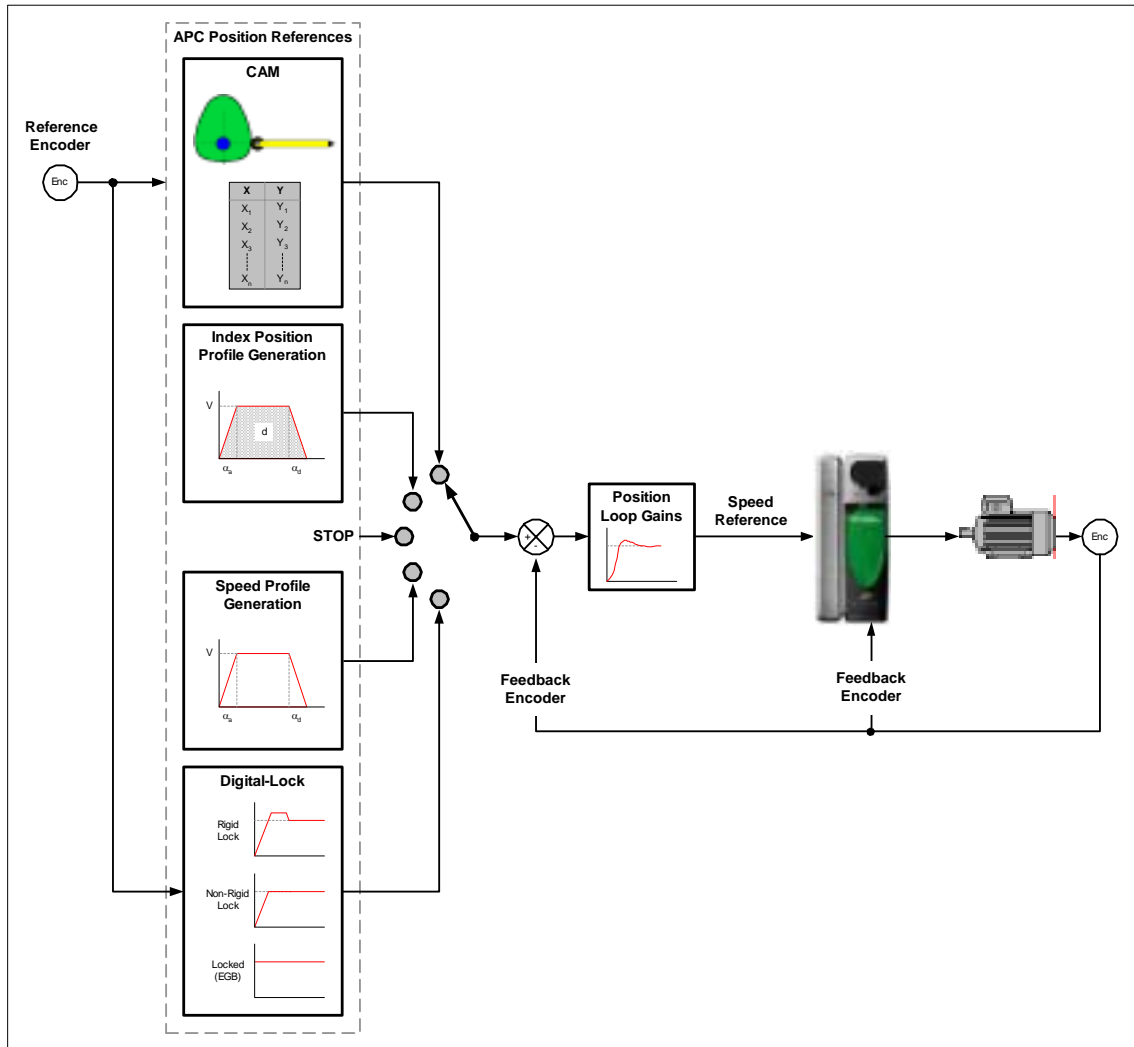 APC Position References
CAM
Reference
Encoder
Enc
X Y
X1 Y1
X2 Y2
X3 Y3
Xn Yn
Index Position
Profile Generation
V
d
αa αd
STOP
Speed Profile
Generation
V
αa αd
Digital-Lock
Rigid
Lock
Non-Rigid
Lock
Locked
(EGB)
+
-
Position
Loop Gains
Speed
Reference
Enc
Feedback
Encoder
Feedback
Encoder